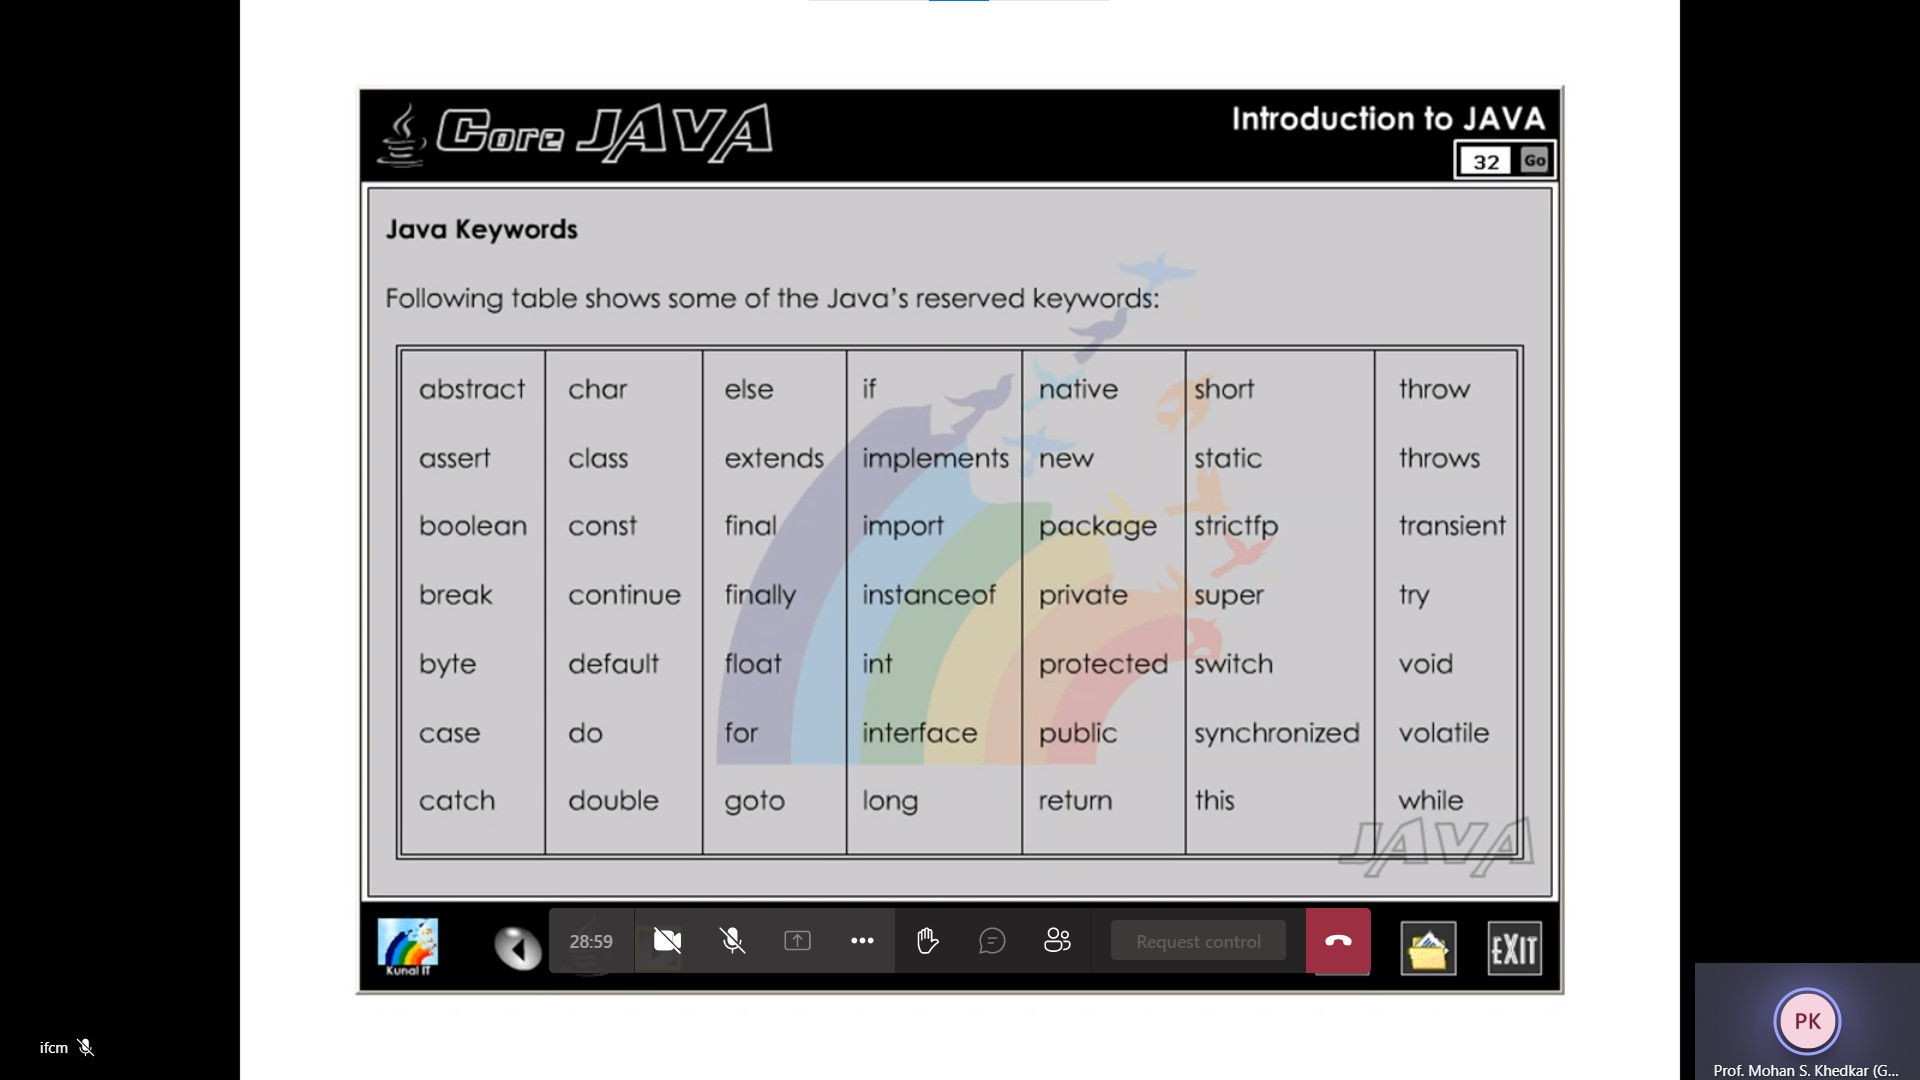 Core JAVA
Introduction to JAVA
32 Go
Java Keywords
Following table shows some of the Java's reserved keywords:
abstract char else if native short throw
assert class extends implements new static throws
boolean const final import package strictfp transient
break continue finally instanceof private super try
byte default float int protected switch void
case do for interface public synchronized volatile
catch double goto long return this while
JAVA
Kunal IT
28:59
Request control
EXIT
ifcm
PK
Prof. Mohan S. Khedkar (G...